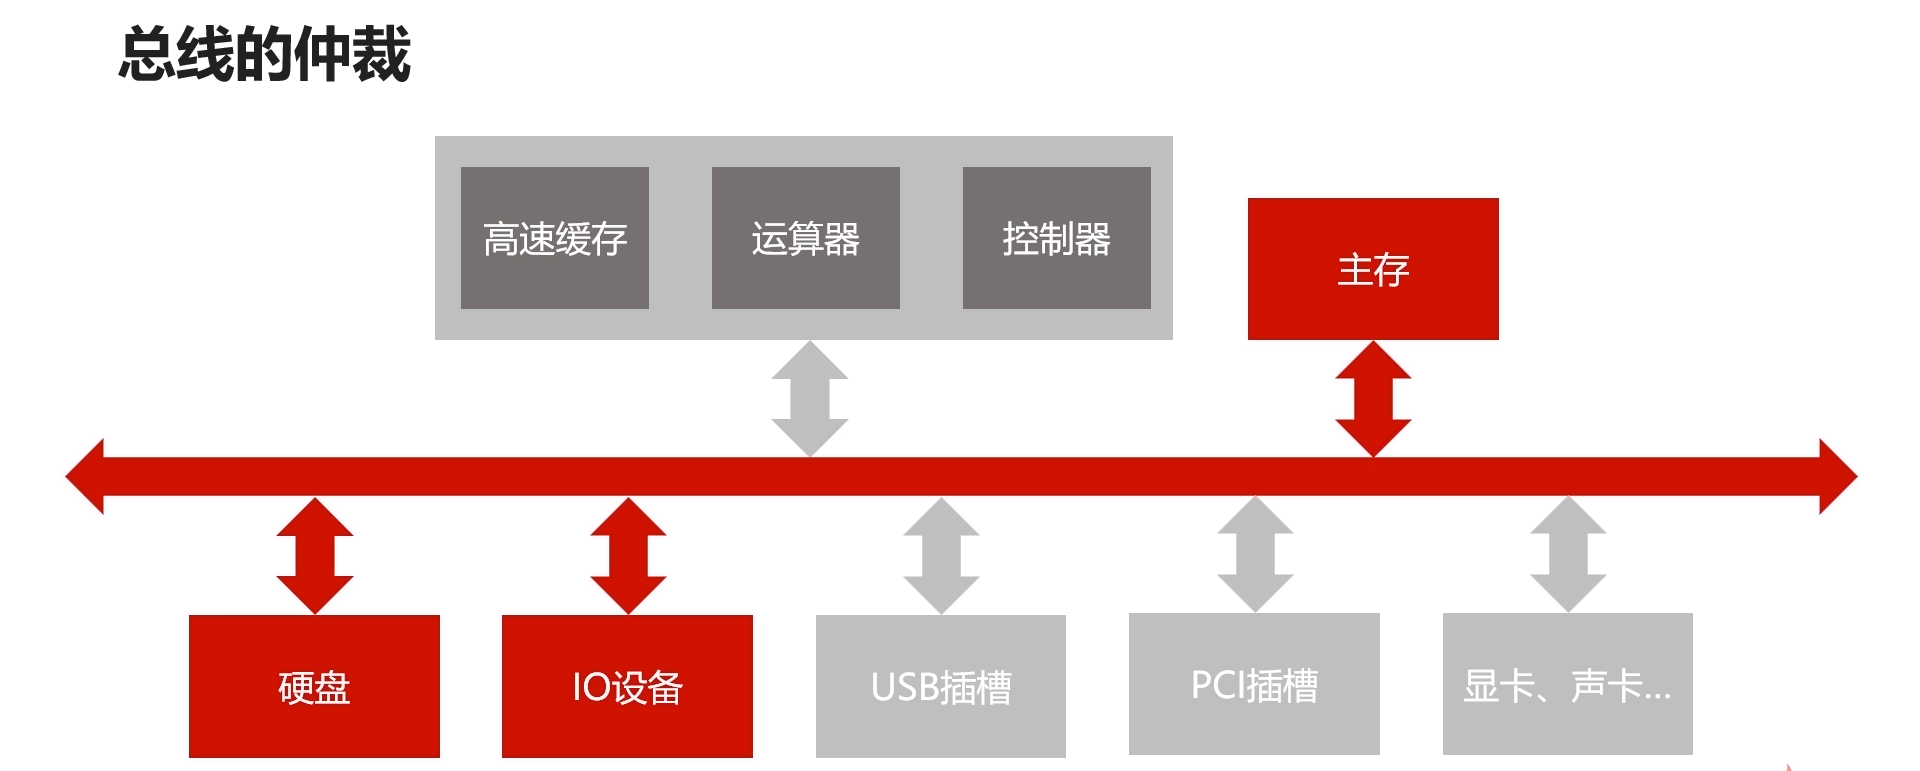 总线的仲裁
高速缓存
运算器
控制器
主存
硬盘
IO设备
USB插槽
PCI插槽
显卡、声卡...